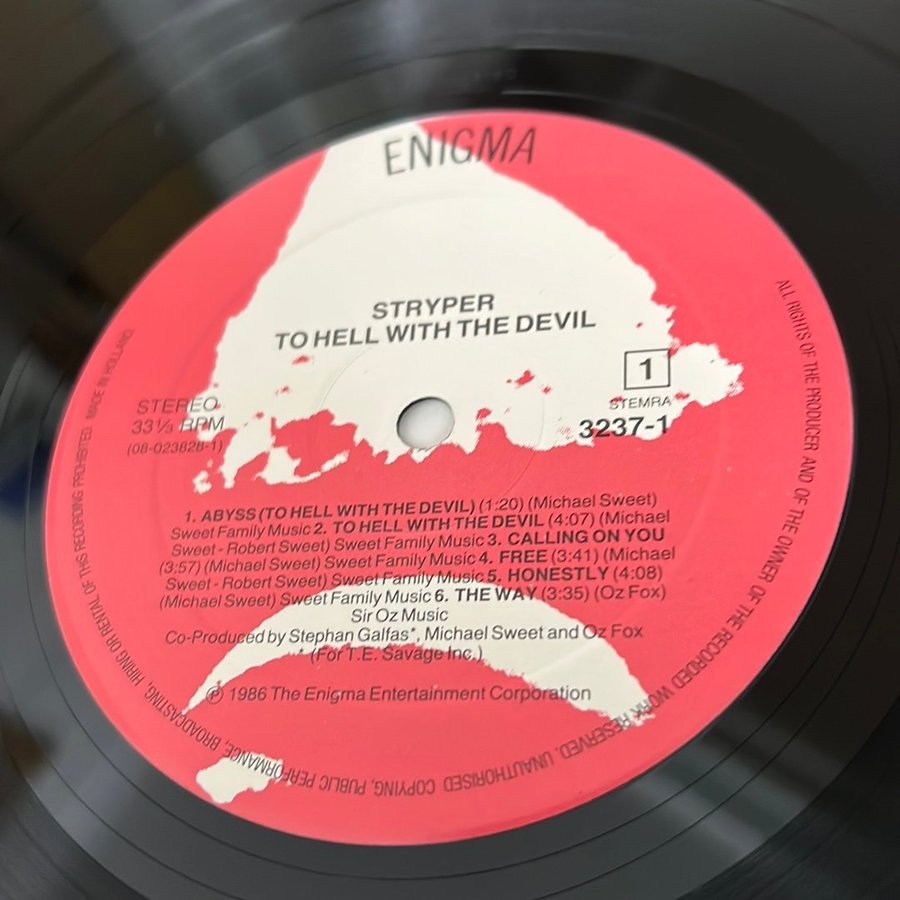 ENIGMA
STRYPER
TO HELL WITH THE DEVIL
1
STEMRA
3237-1
STEREO
33⅓ RPM
(08-023828-1)
1. ABYSS (TO HELL WITH THE DEVIL) (1:20) (Michael Sweet)
Sweet Family Music 2. TO HELL WITH THE DEVIL (4:07) (Michael
Sweet - Robert Sweet) Sweet Family Music 3. CALLING ON YOU
(3:57) (Michael Sweet) Sweet Family Music 4. FREE (3:41) (Michael
Sweet - Robert Sweet) Sweet Family Music 5. HONESTLY (4:08)
(Michael Sweet) Sweet Family Music 6. THE WAY (3:35) (Oz Fox)
Sir Oz Music
Co-Produced by Stephan Galfas*, Michael Sweet and Oz Fox
* (For T.E. Savage Inc.)
℗ 1986 The Enigma Entertainment Corporation
ALL RIGHTS OF THE PRODUCER AND OF THE OWNER OF THE RECORDED WORK RESERVED. UNAUTHORISED COPYING, PUBLIC PERFORMANCE, BROADCASTING, HIRING OR RENTAL OF THIS RECORDING PROHIBITED. MADE IN HOLLAND